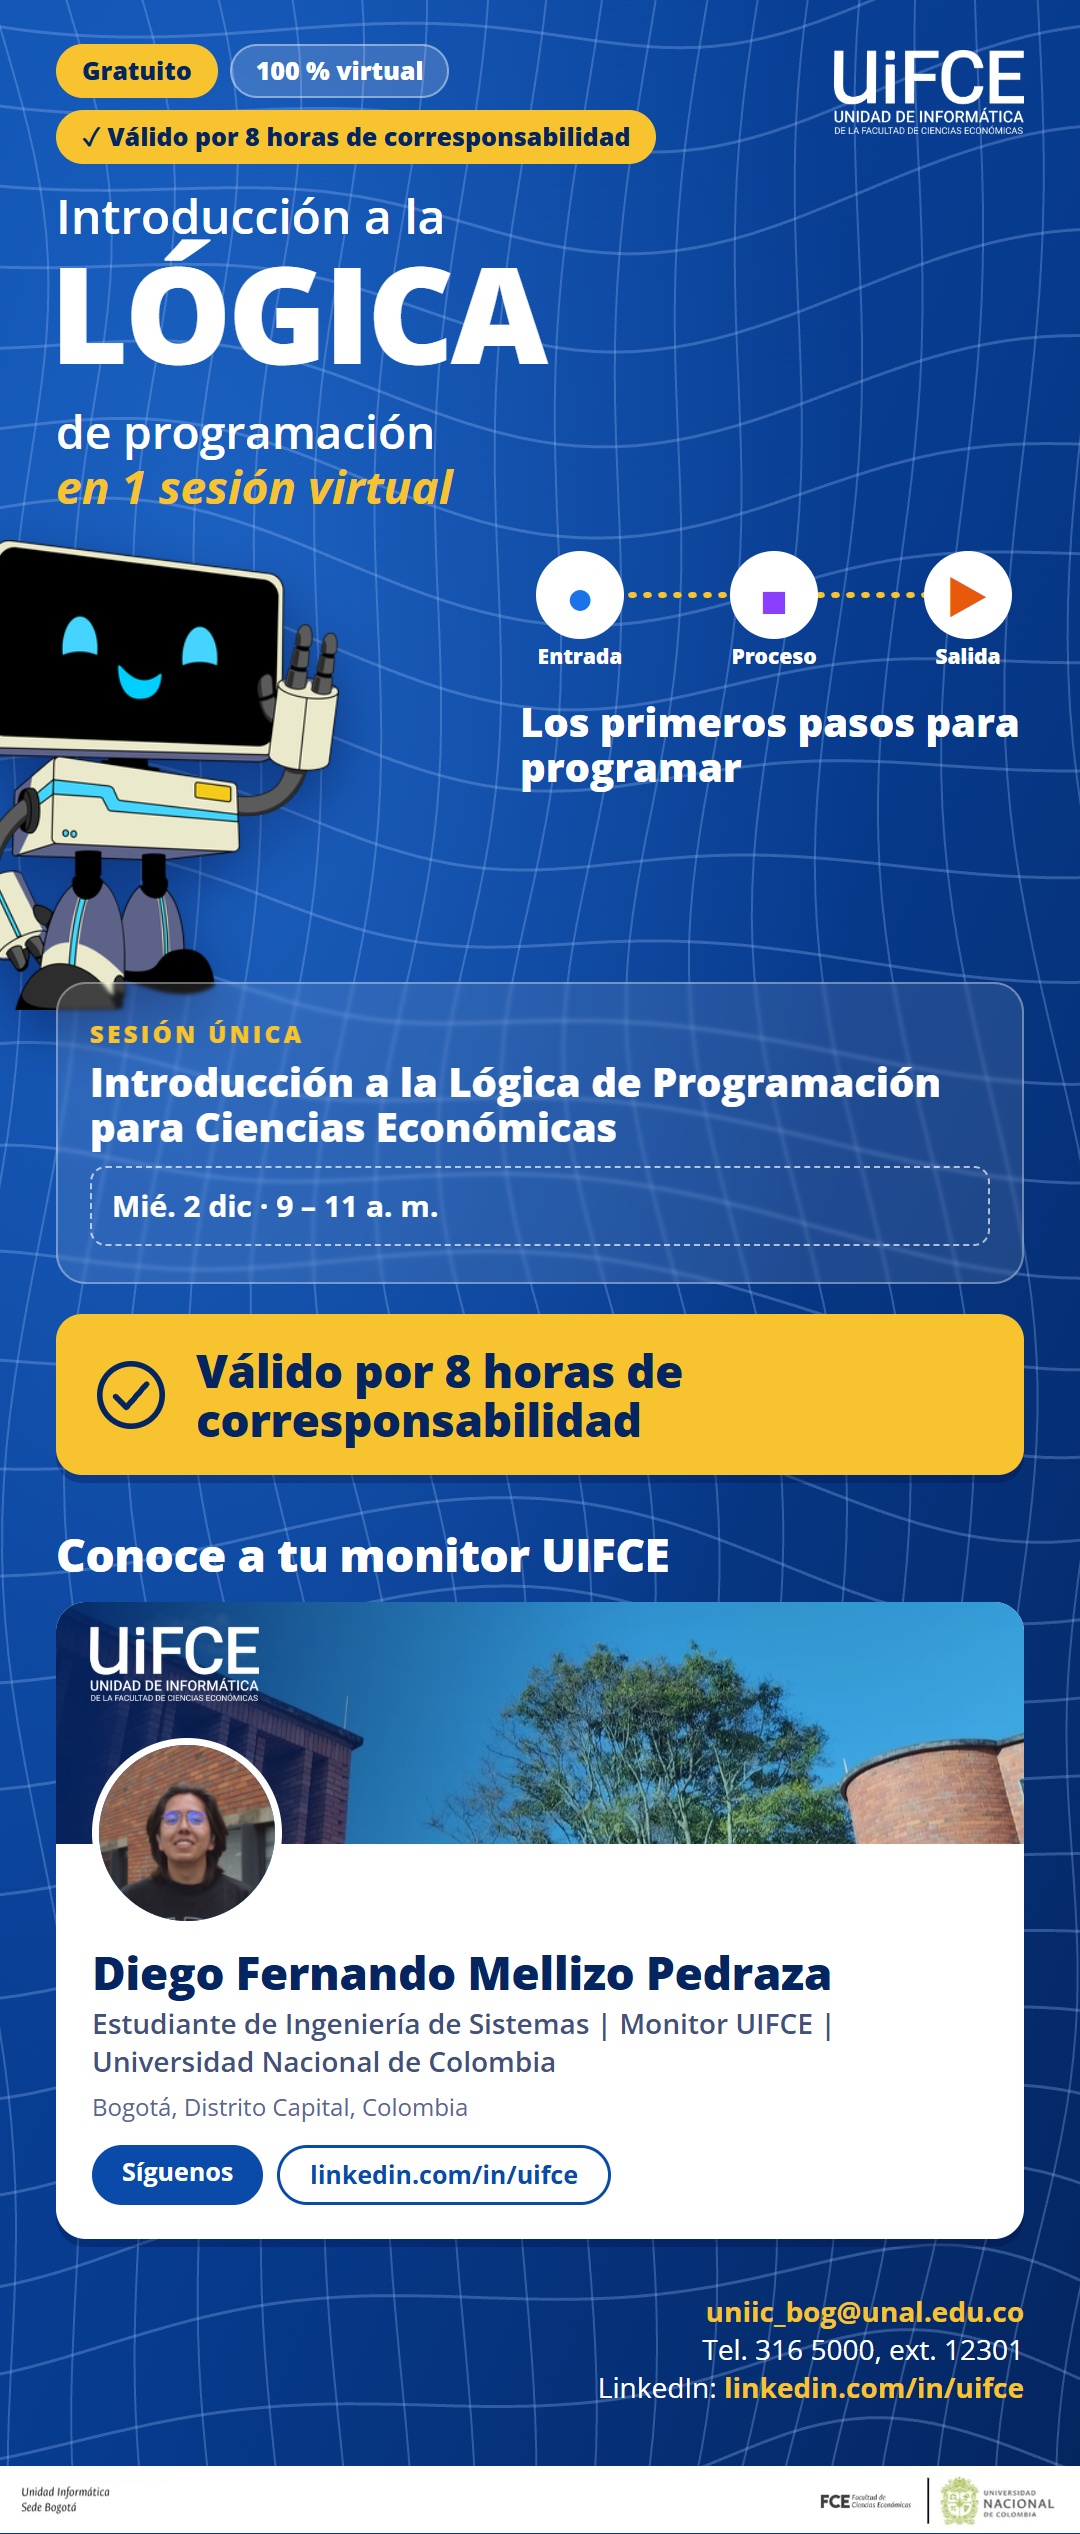 Gratuito
100 % virtual
✓ Válido por 8 horas de corresponsabilidad
UiFCE
UNIDAD DE INFORMÁTICA
DE LA FACULTAD DE CIENCIAS ECONÓMICAS
Introducción a la
LÓGICA
de programación
en 1 sesión virtual
Entrada
Proceso
Salida
Los primeros pasos para
programar
SESIÓN ÚNICA
Introducción a la Lógica de Programación
para Ciencias Económicas
Mié. 2 dic · 9 – 11 a. m.
Válido por 8 horas de
corresponsabilidad
Conoce a tu monitor UIFCE
UiFCE
UNIDAD DE INFORMÁTICA
DE LA FACULTAD DE CIENCIAS ECONÓMICAS
Diego Fernando Mellizo Pedraza
Estudiante de Ingeniería de Sistemas | Monitor UIFCE |
Universidad Nacional de Colombia
Bogotá, Distrito Capital, Colombia
Síguenos
linkedin.com/in/uifce
uniic_bog@unal.edu.co
Tel. 316 5000, ext. 12301
LinkedIn: linkedin.com/in/uifce
Unidad Informática
Sede Bogotá
FCE
Facultad de
Ciencias Económicas
UNIVERSIDAD
NACIONAL
DE COLOMBIA